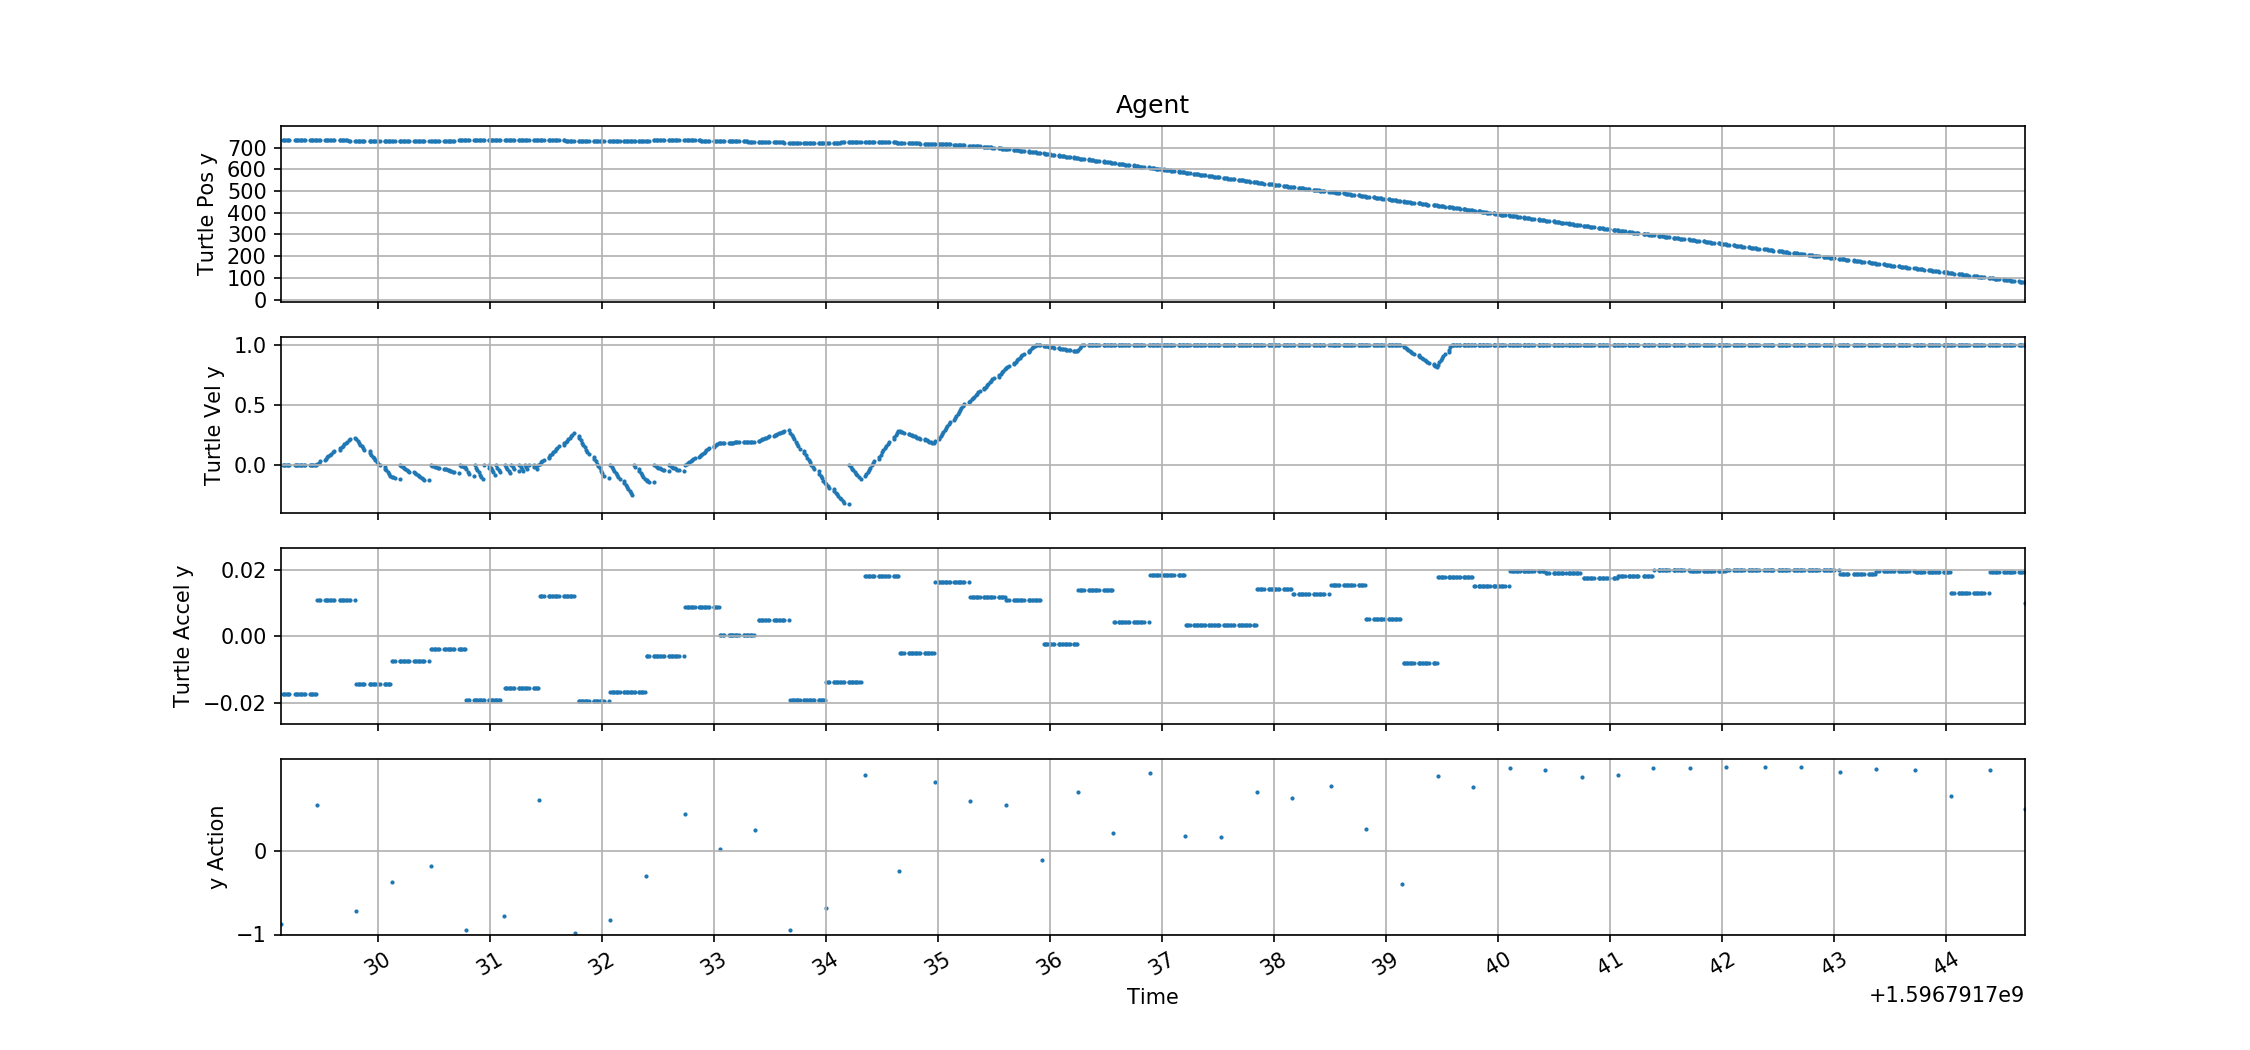 Agent
Turtle Pos y
700
600
500
400
300
200
100
0
Turtle Vel y
1.0
0.5
0.0
Turtle Accel y
0.02
0.00
−0.02
y Action
0
−1
30 31 32 33 34 35 36 37 38 39 40 41 42 43 44
Time
+1.5967917e9